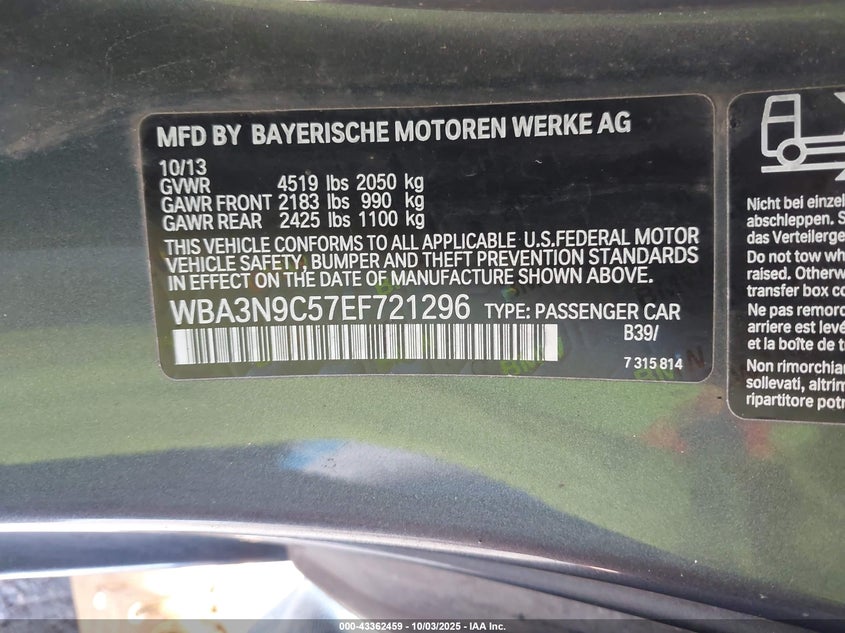 MFD BY BAYERISCHE MOTOREN WERKE AG
10/13
GVWR 4519 lbs 2050 kg
GAWR FRONT 2183 lbs 990 kg
GAWR REAR 2425 lbs 1100 kg
THIS VEHICLE CONFORMS TO ALL APPLICABLE U.S.FEDERAL MOTOR
VEHICLE SAFETY, BUMPER AND THEFT PREVENTION STANDARDS
IN EFFECT ON THE DATE OF MANUFACTURE SHOWN ABOVE.
WBA3N9C57EF721296 TYPE: PASSENGER CAR
B39/
7 315 814
Nicht bei einzel
abschleppen. S
das Verteilerge
Do not tow wh
raised. Otherw
transfer box co
Ne pas remorc
arriere est levé
et la boîte de t
Non rimorchiar
sollevati, altrim
ripartitore potr
000-43362459 - 10/03/2025 - IAA Inc.